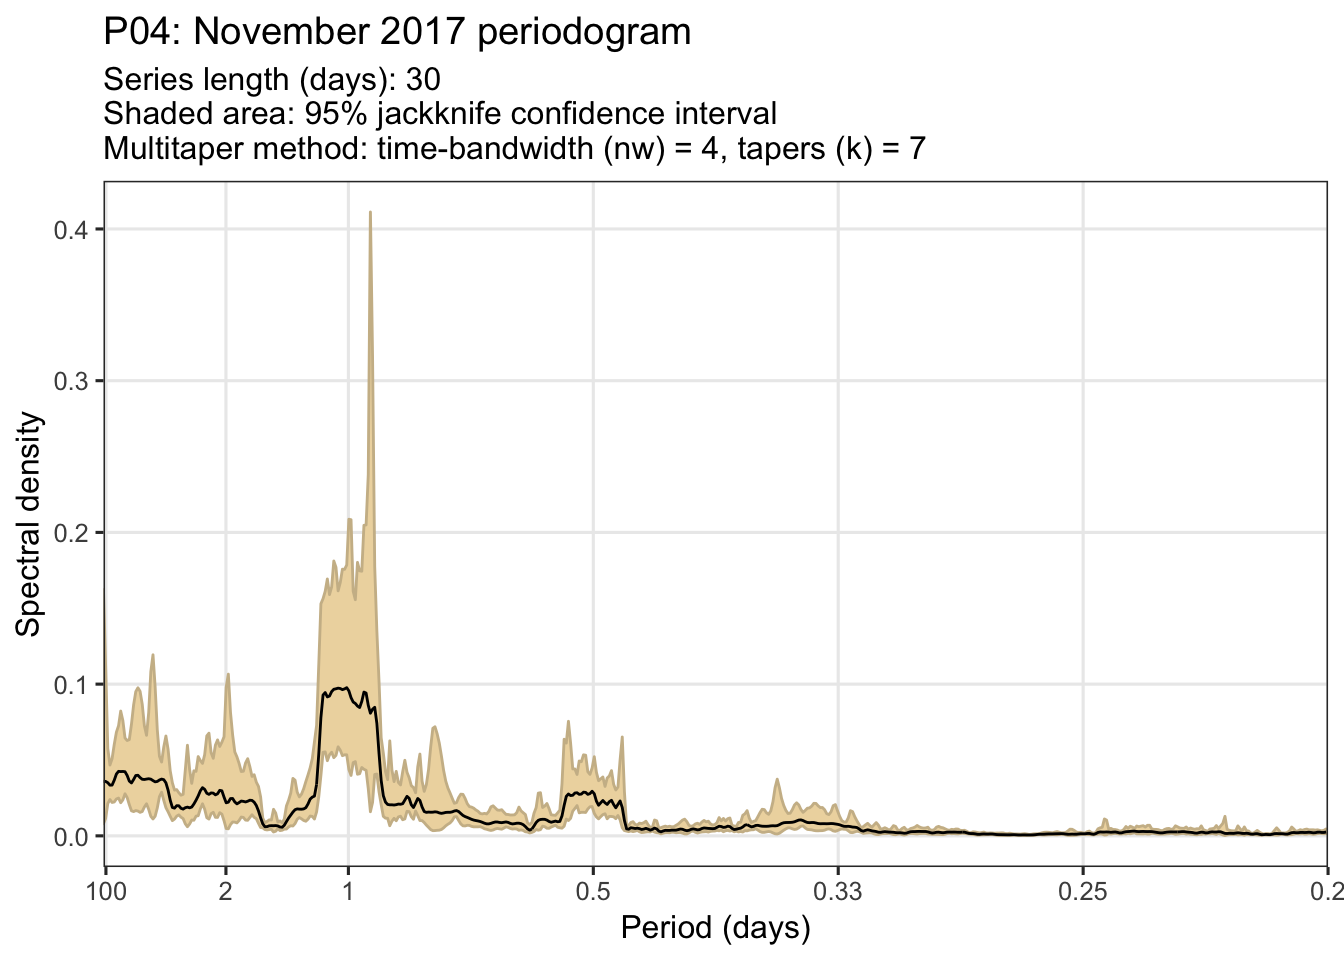 P04: November 2017 periodogram
Series length (days): 30
Shaded area: 95% jackknife confidence interval
Multitaper method: time-bandwidth (nw) = 4, tapers (k) = 7
0.4
0.3
0.2
0.1
0.0
Spectral density
100 2 1 0.5 0.33 0.25 0.2
Period (days)